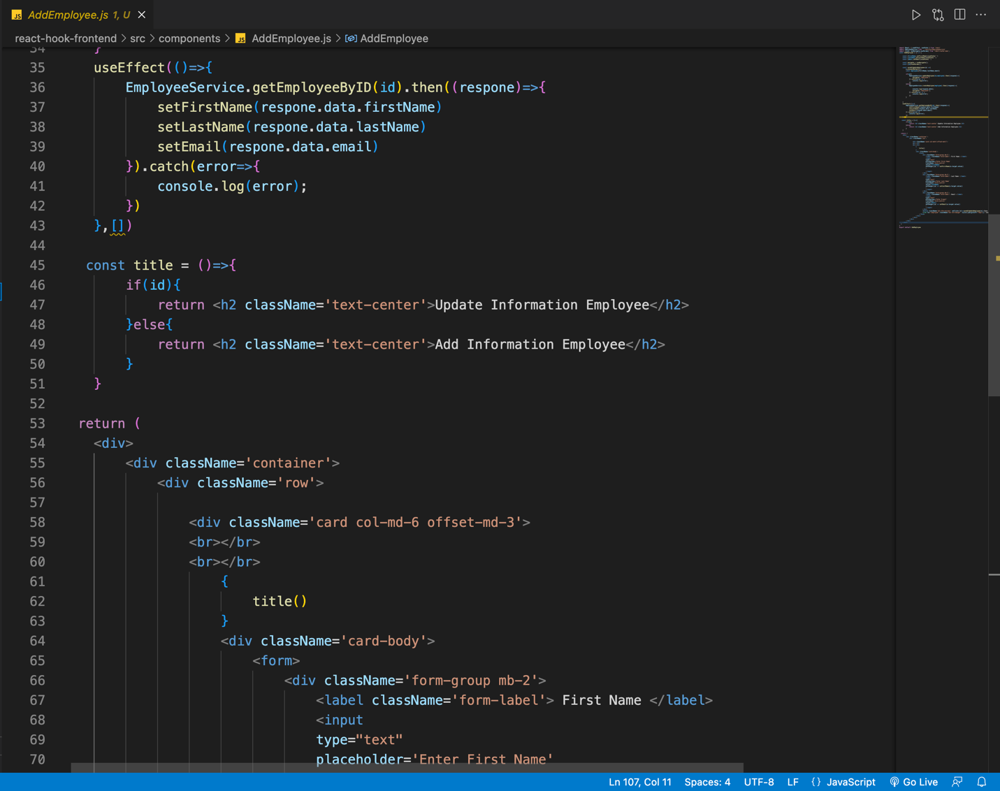 JS AddEmployee.js 1, U
react-hook-frontend > src > components > JS AddEmployee.js > AddEmployee
34 }
35 useEffect(()=>{
36 EmployeeService.getEmployeeByID(id).then((respone)=>{
37 setFirstName(respone.data.firstName)
38 setLastName(respone.data.lastName)
39 setEmail(respone.data.email)
40 }).catch(error=>{
41 console.log(error);
42 })
43 },[])
44
45 const title = ()=>{
46 if(id){
47 return <h2 className='text-center'>Update Information Employee</h2>
48 }else{
49 return <h2 className='text-center'>Add Information Employee</h2>
50 }
51 }
52
53 return (
54 <div>
55 <div className='container'>
56 <div className='row'>
57
58 <div className='card col-md-6 offset-md-3'>
59 <br></br>
60 <br></br>
61 {
62 title()
63 }
64 <div className='card-body'>
65 <form>
66 <div className='form-group mb-2'>
67 <label className='form-label'> First Name </label>
68 <input
69 type="text"
70 placeholder='Enter First Name'
Ln 107, Col 11 Spaces: 4 UTF-8 LF {} JavaScript Go Live